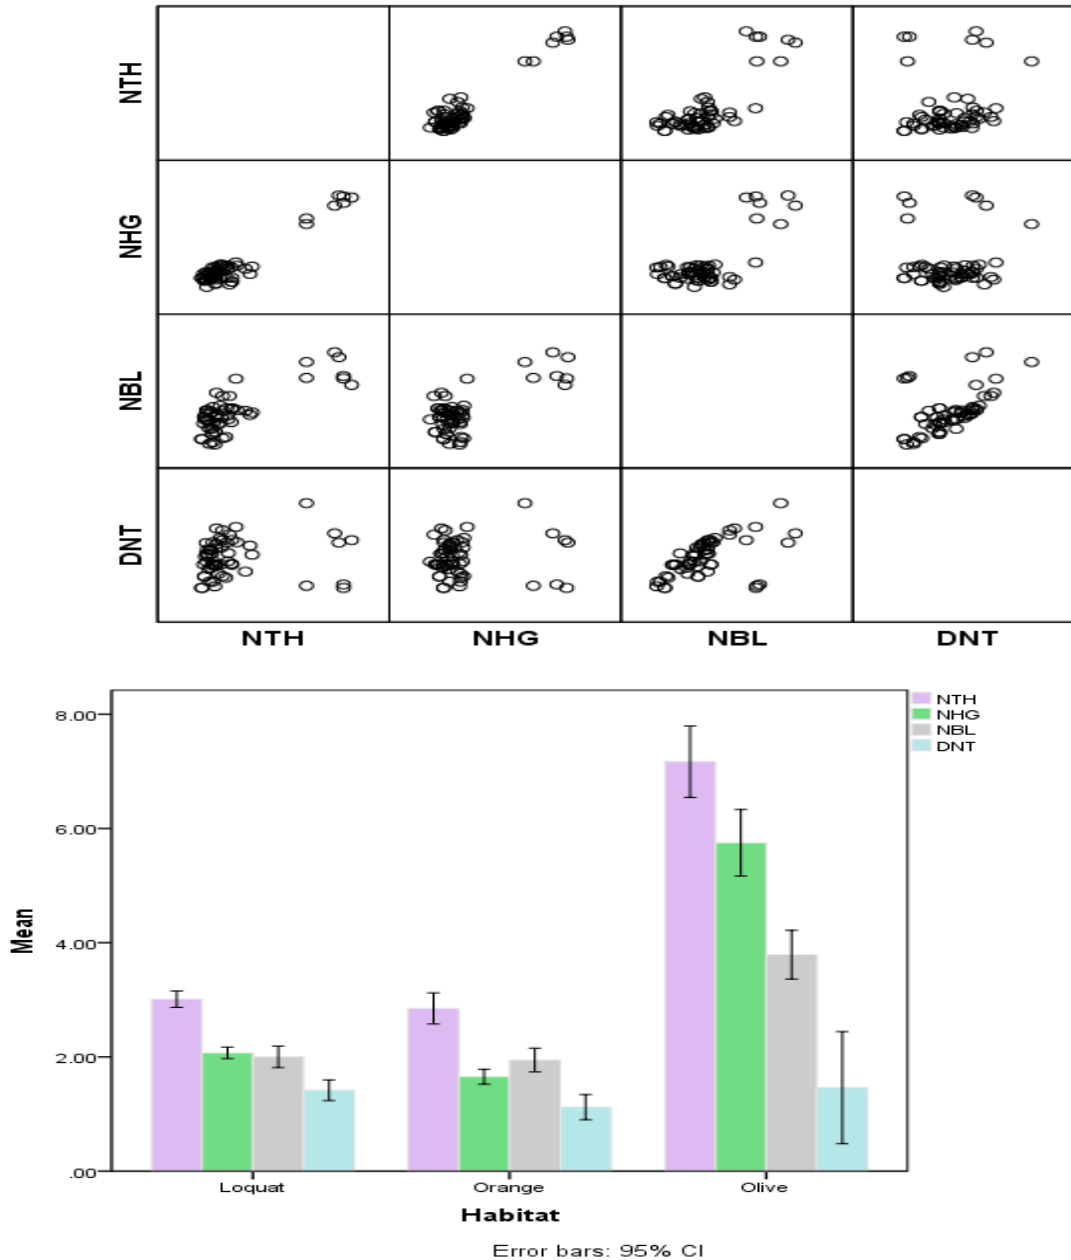 NTH
NHG
NBL
DNT
NTH NHG NBL DNT
NTH
NHG
NBL
DNT
8.00
6.00
4.00
2.00
.00
Mean
Loquat Orange Olive
Habitat
Error bars: 95% CI